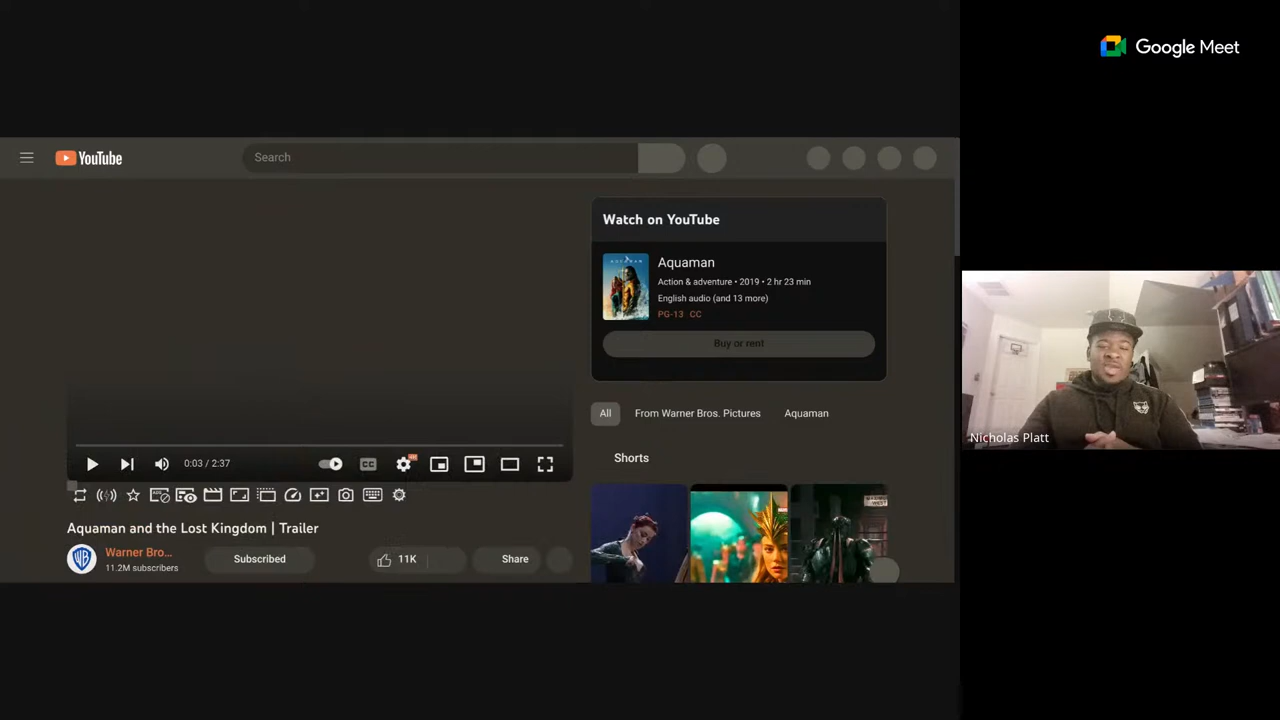 Google Meet
YouTube
Search
Watch on YouTube
Aquaman
Action & adventure • 2019 • 2 hr 23 min
English audio (and 13 more)
PG-13 CC
Buy or rent
All From Warner Bros. Pictures Aquaman
Shorts
0:03 / 2:37
CC
Aquaman and the Lost Kingdom | Trailer
Warner Bro...
11.2M subscribers
Subscribed
11K
Share
Nicholas Platt